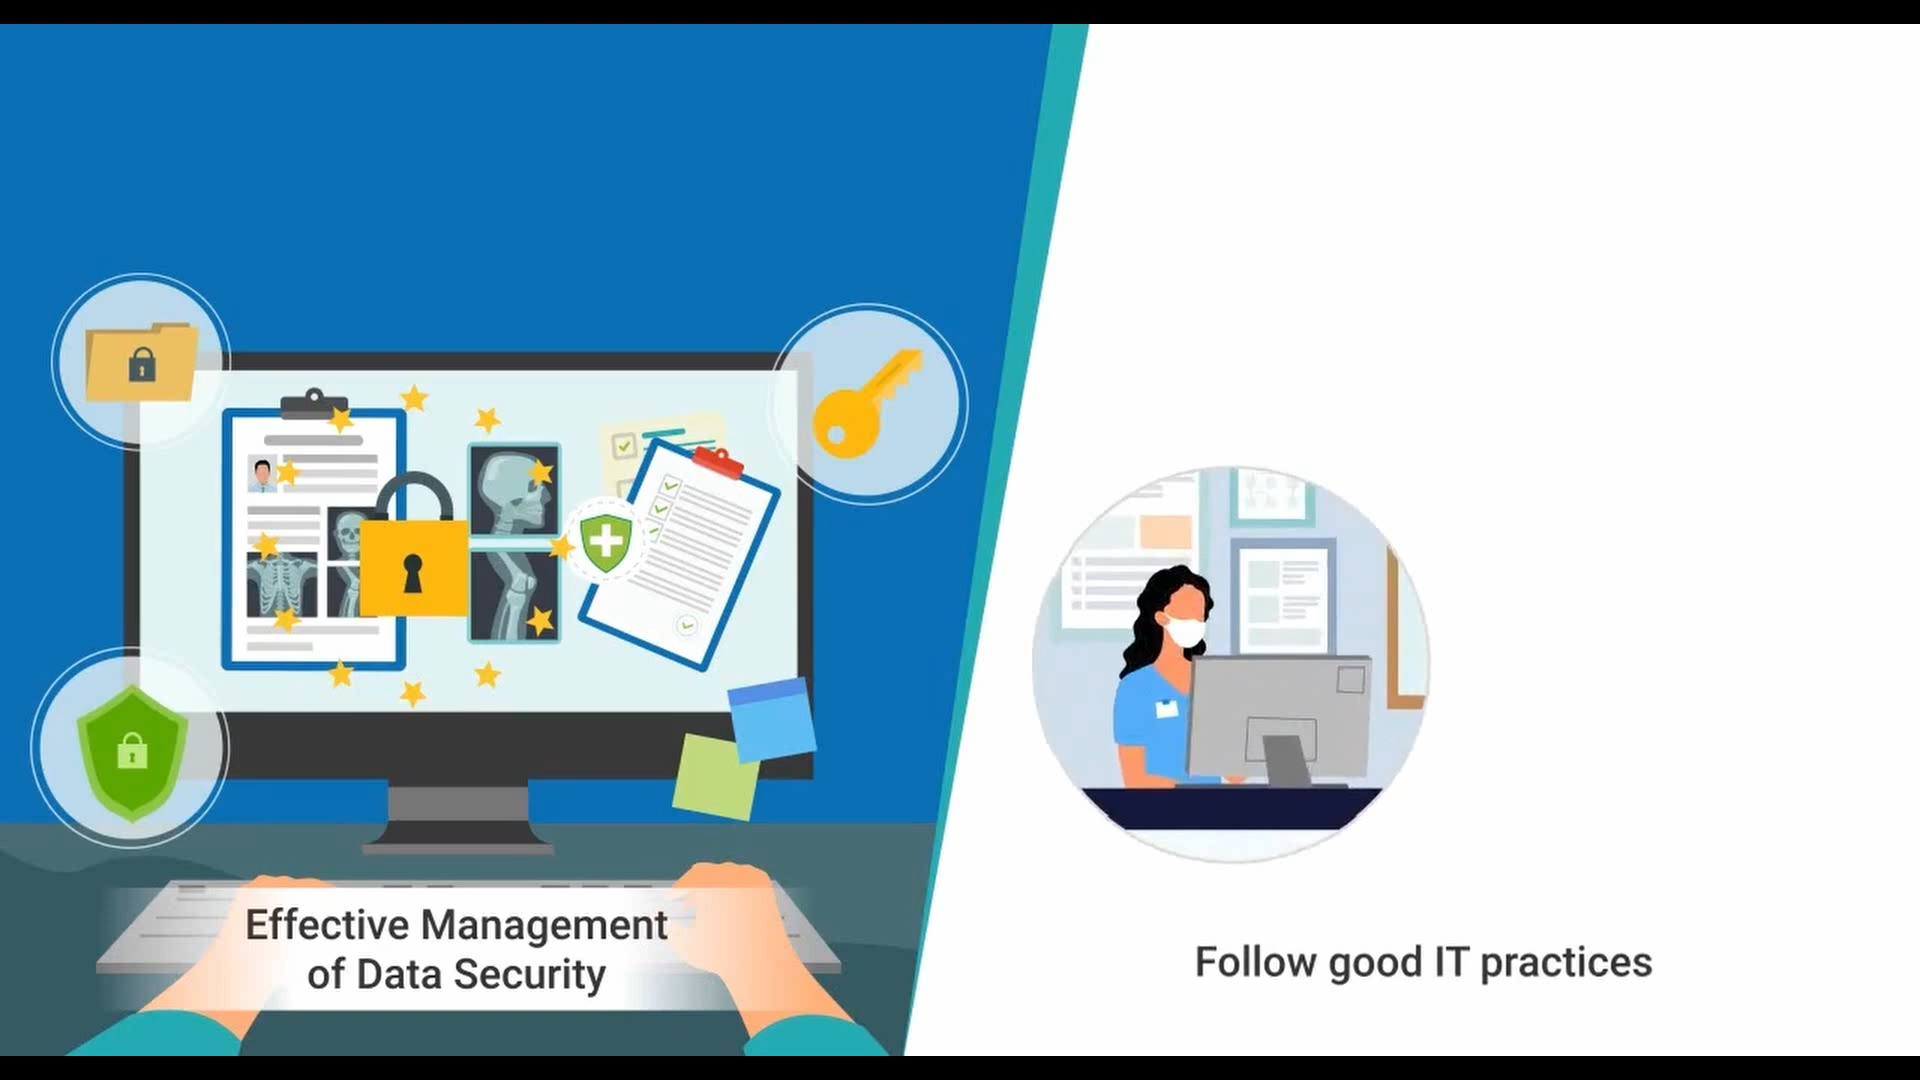 Effective Management
of Data Security
Follow good IT practices